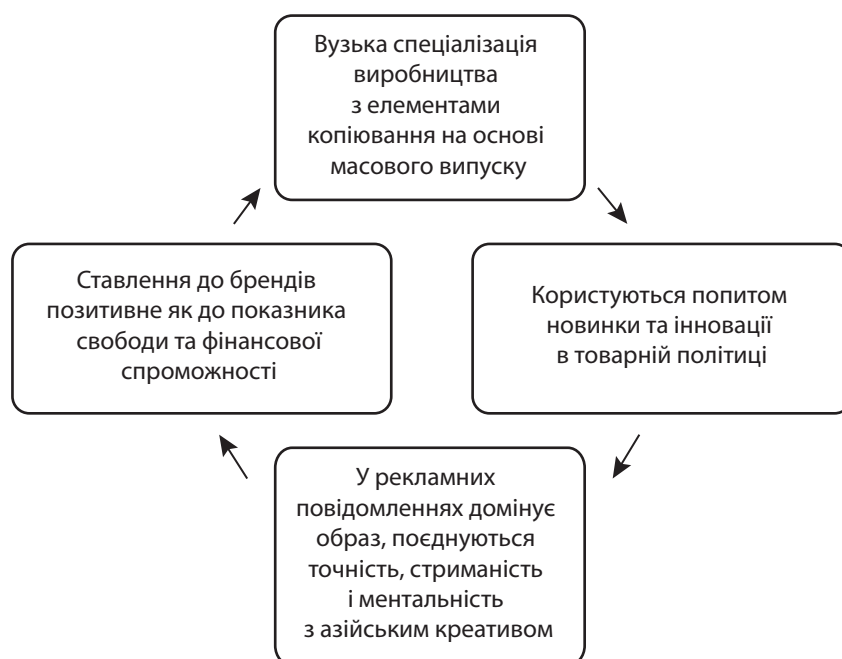 Вузька спеціалізація
виробництва
з елементами
копіювання на основі
масового випуску
Ставлення до брендів
позитивне як до показника
свободи та фінансової
спроможності
Користуються попитом
новинки та інновації
в товарній політиці
У рекламних
повідомленнях домінує
образ, поєднуються
точність, стриманість
і ментальність
з азійським креативом